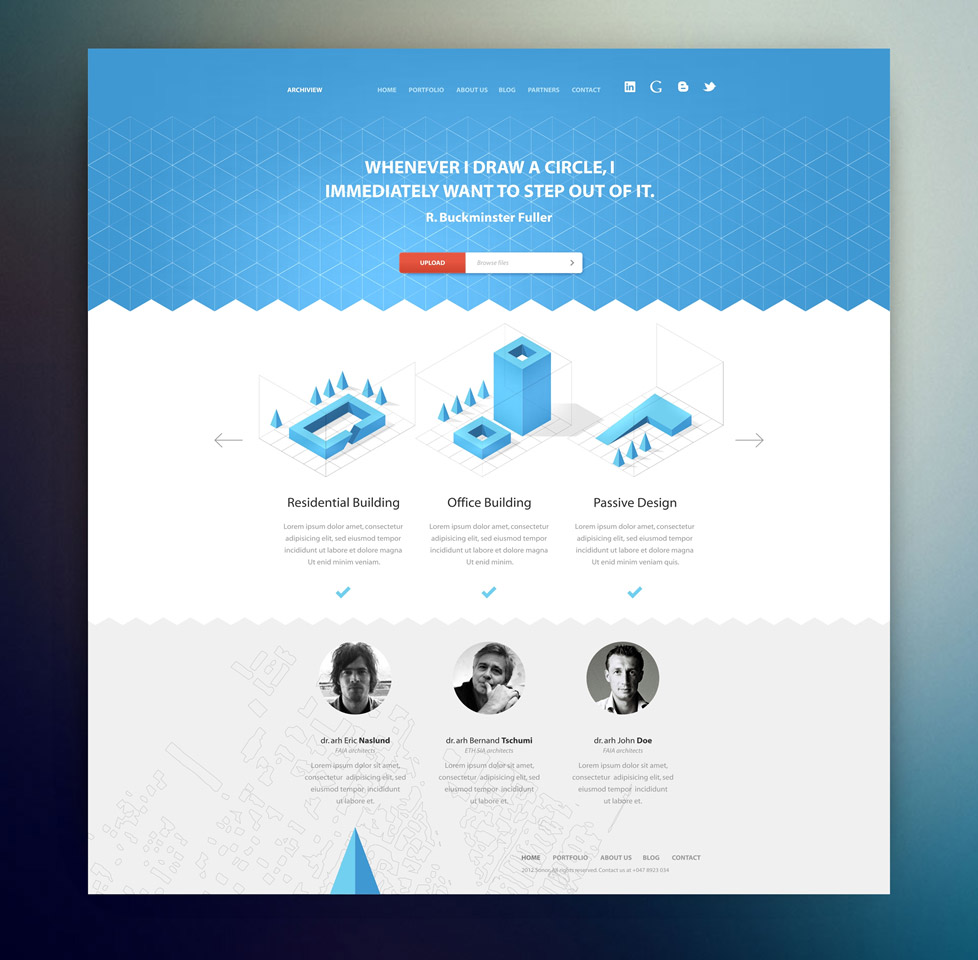 ARCHIVIEW HOME PORTFOLIO ABOUT US BLOG PARTNERS CONTACT
WHENEVER I DRAW A CIRCLE, I
IMMEDIATELY WANT TO STEP OUT OF IT.
R. Buckminster Fuller
UPLOAD Browse files
Residential Building
Lorem ipsum dolor amet, consectetur
adipisicing elit, sed eiusmod tempor
incididunt ut labore et dolore magna
Ut enim minim veniam.
Office Building
Lorem ipsum dolor amet, consectetur
adipisicing elit, sed eiusmod tempor
incididunt ut labore et dolore magna
Ut enim minim.
Passive Design
Lorem ipsum dolor amet, consectetur
adipisicing elit, sed eiusmod tempor
incididunt ut labore et dolore magna
Ut enim minim veniam quis.
dr. arh Eric Naslund
FAIA architects
Lorem ipsum dolor sit amet,
consectetur adipisicing elit, sed
eiusmod tempor incididunt
ut labore et.
dr. arh Bernand Tschumi
ETH SIA architects
Lorem ipsum dolor sit amet,
consectetur adipisicing elit, sed
eiusmod tempor incididunt
ut labore et.
dr. arh John Doe
FAIA architects
Lorem ipsum dolor sit amet,
consectetur adipisicing elit, sed
eiusmod tempor incididunt
ut labore et.
HOME PORTFOLIO ABOUT US BLOG CONTACT
2012 Sonoc All rights reserved. Contact us at +047 8923 034